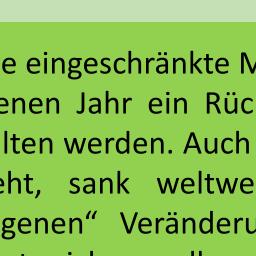 e eingeschränkte M
enen Jahr ein Rüc
lten werden. Auch
eht, sank weltwe
genen“ Veränderu